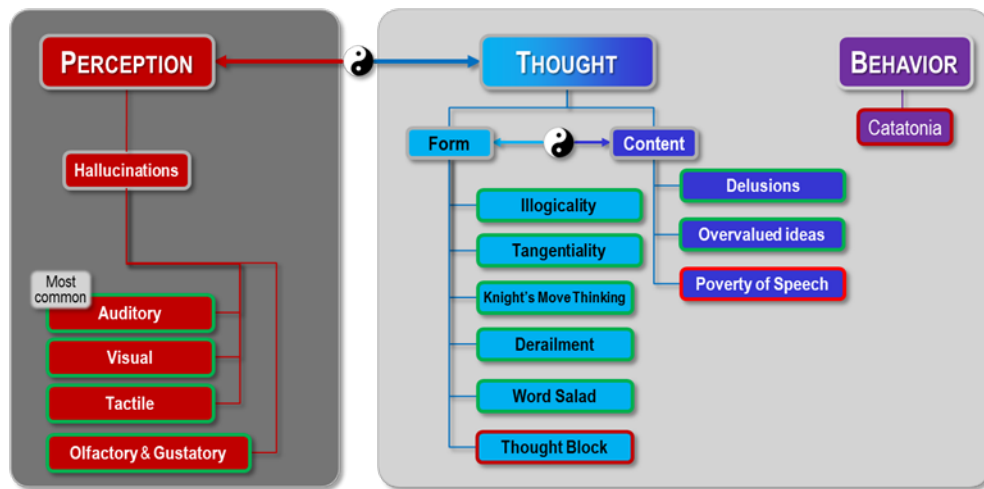 PERCEPTION
Hallucinations
Most
common
Auditory
Visual
Tactile
Olfactory & Gustatory
THOUGHT
Form
Content
Illogicality
Tangentiality
Knight's Move Thinking
Derailment
Word Salad
Thought Block
Delusions
Overvalued ideas
Poverty of Speech
BEHAVIOR
Catatonia